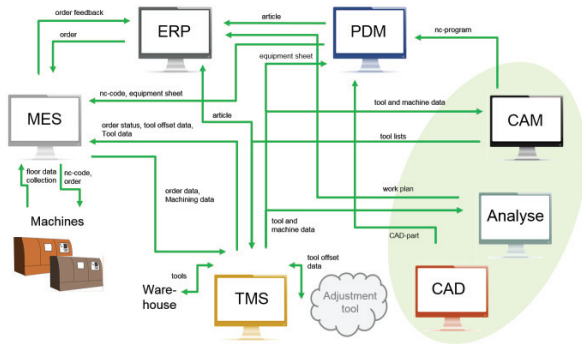 order feedback
article
ERP
PDM
nc-program
order
equipment sheet
nc-code, equipment sheet
tool and machine data
MES
article
CAM
order status, tool offset data,
Tool data
tool lists
floor data
collection
nc-code,
order
order data,
Machining data
work plan
Machines
tool and
machine data
Analyse
CAD-part
tool offset
data
tools
Ware-
house
TMS
Adjustment
tool
CAD